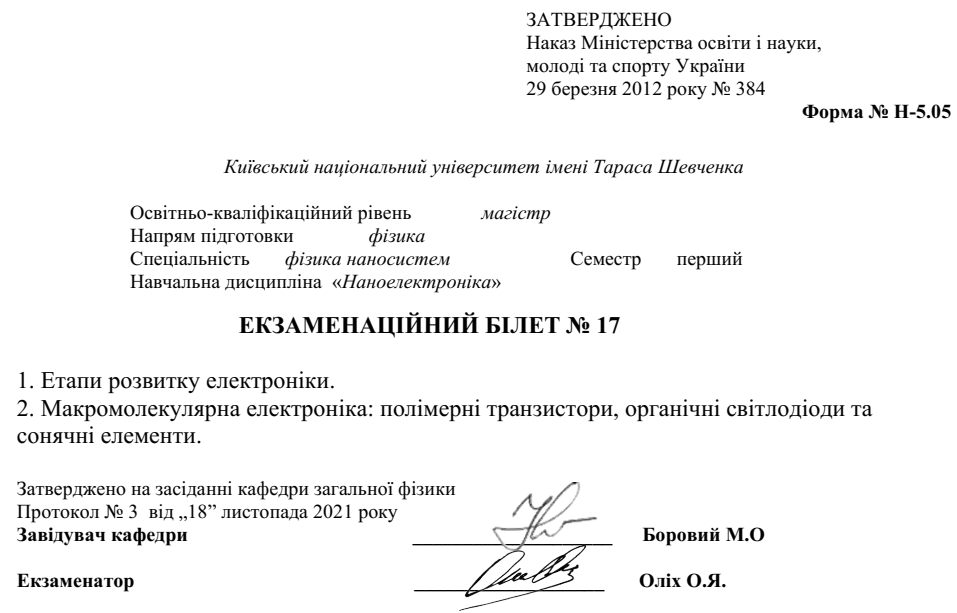 ЗАТВЕРДЖЕНО
Наказ Міністерства освіти і науки,
молоді та спорту України
29 березня 2012 року № 384
Форма № Н-5.05
Київський національний університет імені Тараса Шевченка
Освітньо-кваліфікаційний рівень магістр
Напрям підготовки фізика
Спеціальність фізика наносистем Семестр перший
Навчальна дисципліна «Наноелектроніка»
ЕКЗАМЕНАЦІЙНИЙ БІЛЕТ № 17
1. Етапи розвитку електроніки.
2. Макромолекулярна електроніка: полімерні транзистори, органічні світлодіоди та
сонячні елементи.
Затверджено на засіданні кафедри загальної фізики
Протокол № 3 від „18” листопада 2021 року
Завідувач кафедри Боровий М.О
Екзаменатор Оліх О.Я.